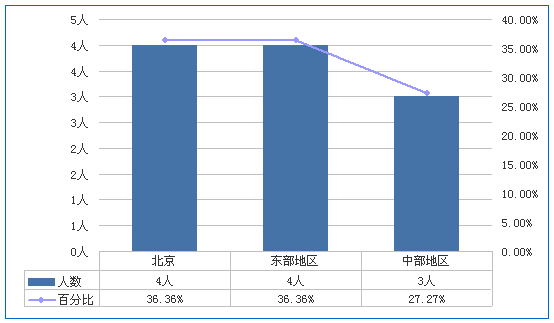 5人
4人
4人
3人
3人
2人
2人
1人
1人
0人
40.00%
35.00%
30.00%
25.00%
20.00%
15.00%
10.00%
5.00%
0.00%
北京 东部地区 中部地区
人数 4人 4人 3人
百分比 36.36% 36.36% 27.27%